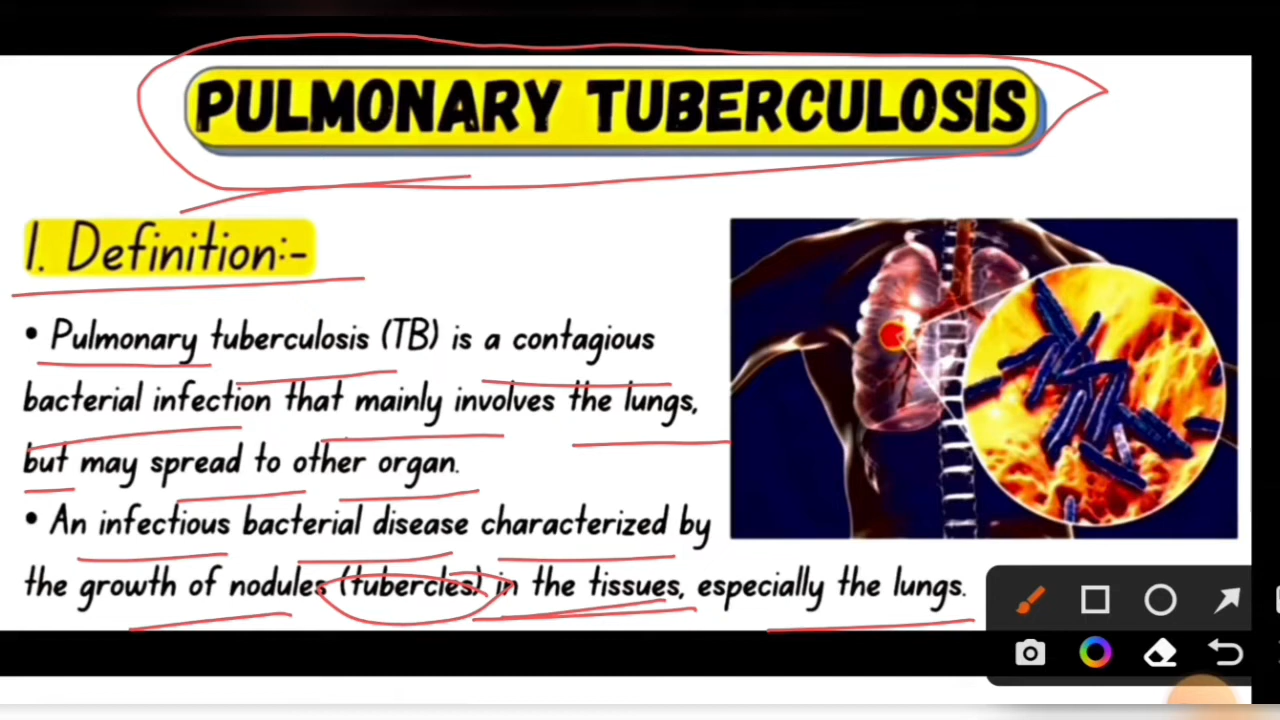 PULMONARY TUBERCULOSIS
1. Definition:-
• Pulmonary tuberculosis (TB) is a contagious
bacterial infection that mainly involves the lungs,
but may spread to other organ.
• An infectious bacterial disease characterized by
the growth of nodules (tubercles) in the tissues, especially the lungs.